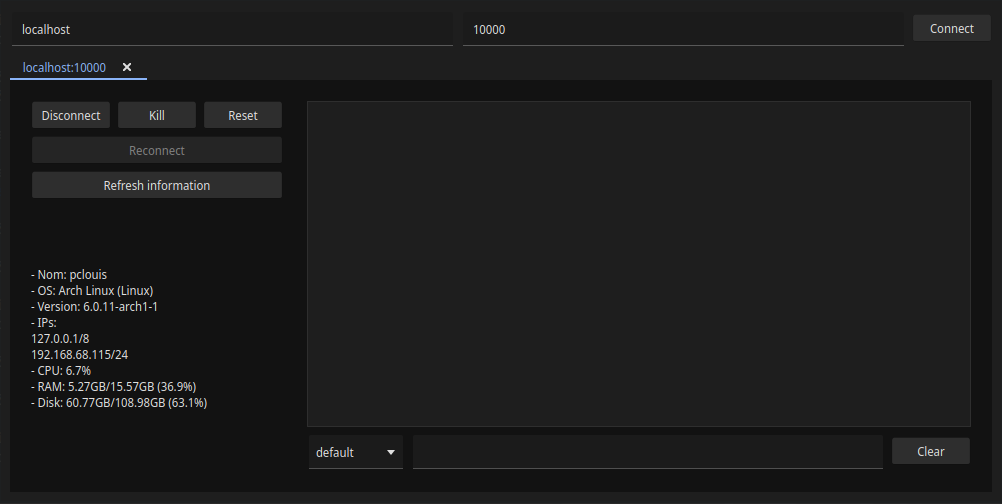 localhost 10000 Connect
localhost:10000 ×
Disconnect Kill Reset
Reconnect
Refresh information
- Nom: pclouis
- OS: Arch Linux (Linux)
- Version: 6.0.11-arch1-1
- IPs:
127.0.0.1/8
192.168.68.115/24
- CPU: 6.7%
- RAM: 5.27GB/15.57GB (36.9%)
- Disk: 60.77GB/108.98GB (63.1%)
default Clear